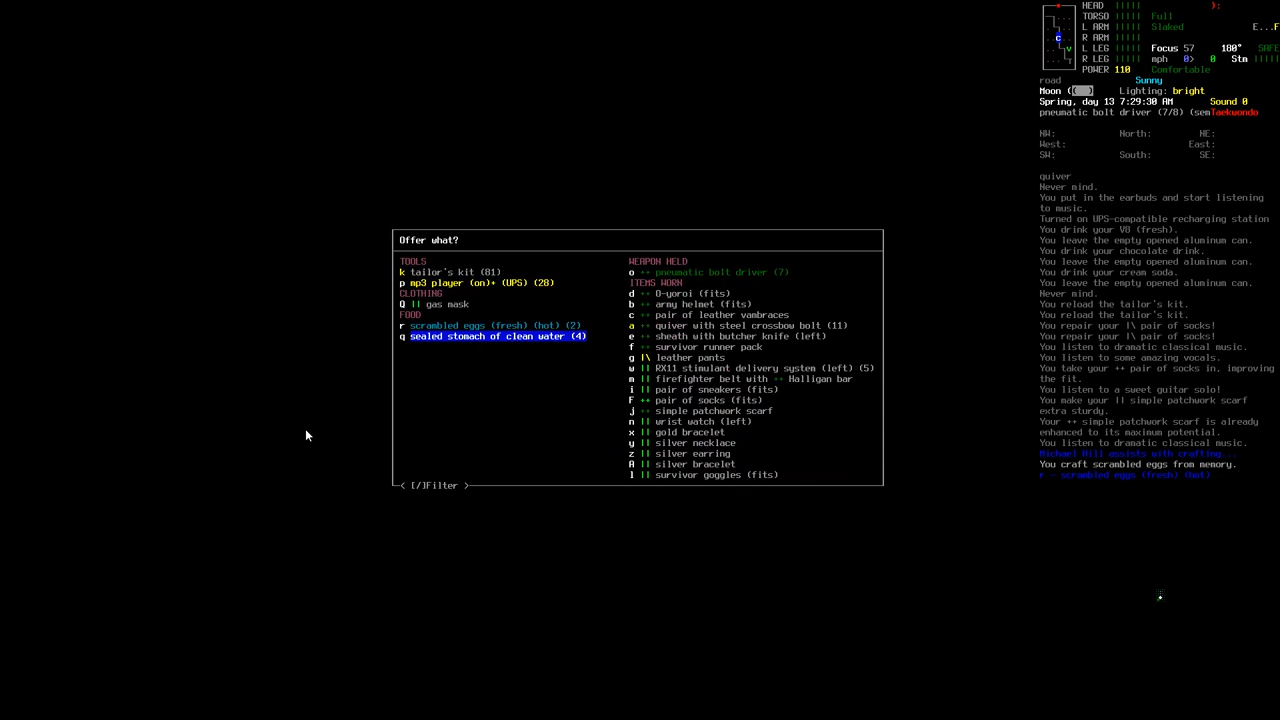 Offer what?
TOOLS
k tailor's kit (81)
p mp3 player (on)+ (UPS) (28)
CLOTHING
Q || gas mask
FOOD
r scrambled eggs (fresh) (hot) (2)
q sealed stomach of clean water (4)
WEAPON HELD
o ++ pneumatic bolt driver (7)
ITEMS WORN
d ++ O-yoroi (fits)
b ++ army helmet (fits)
c ++ pair of leather vambraces
a ++ quiver with steel crossbow bolt (11)
e ++ sheath with butcher knife (left)
f ++ survivor runner pack
g |\ leather pants
w || RX11 stimulant delivery system (left) (5)
m || firefighter belt with ++ Halligan bar
i || pair of sneakers (fits)
F ++ pair of socks (fits)
j ++ simple patchwork scarf
n || wrist watch (left)
x || gold bracelet
y || silver necklace
z || silver earring
A || silver bracelet
l || survivor goggles (fits)
< [/]Filter >
HEAD ||||| ):
TORSO ||||| Full
L ARM ||||| Slaked E...F
R ARM |||||
L LEG ||||| Focus 57 180° SAFE
R LEG ||||| mph 0> 0 Stm |||||
POWER 110 Comfortable
road Sunny
Moon (( ) Lighting: bright
Spring, day 13 7:29:30 AM Sound 0
pneumatic bolt driver (7/8) (semTaekwondo
NW: North: NE:
West: East:
SW: South: SE:
quiver
Never mind.
You put in the earbuds and start listening
to music.
Turned on UPS-compatible recharging station
You drink your V8 (fresh).
You leave the empty opened aluminum can.
You drink your chocolate drink.
You leave the empty opened aluminum can.
You drink your cream soda.
You leave the empty opened aluminum can.
Never mind.
You reload the tailor's kit.
You reload the tailor's kit.
You repair your |\ pair of socks!
You repair your |\ pair of socks!
You listen to dramatic classical music.
You listen to some amazing vocals.
You take your ++ pair of socks in, improving
the fit.
You listen to a sweet guitar solo!
You make your || simple patchwork scarf
extra sturdy.
Your ++ simple patchwork scarf is already
enhanced to its maximum potential.
You listen to dramatic classical music.
Michael Hill assists with crafting...
You craft scrambled eggs from memory.
r - scrambled eggs (fresh) (hot)